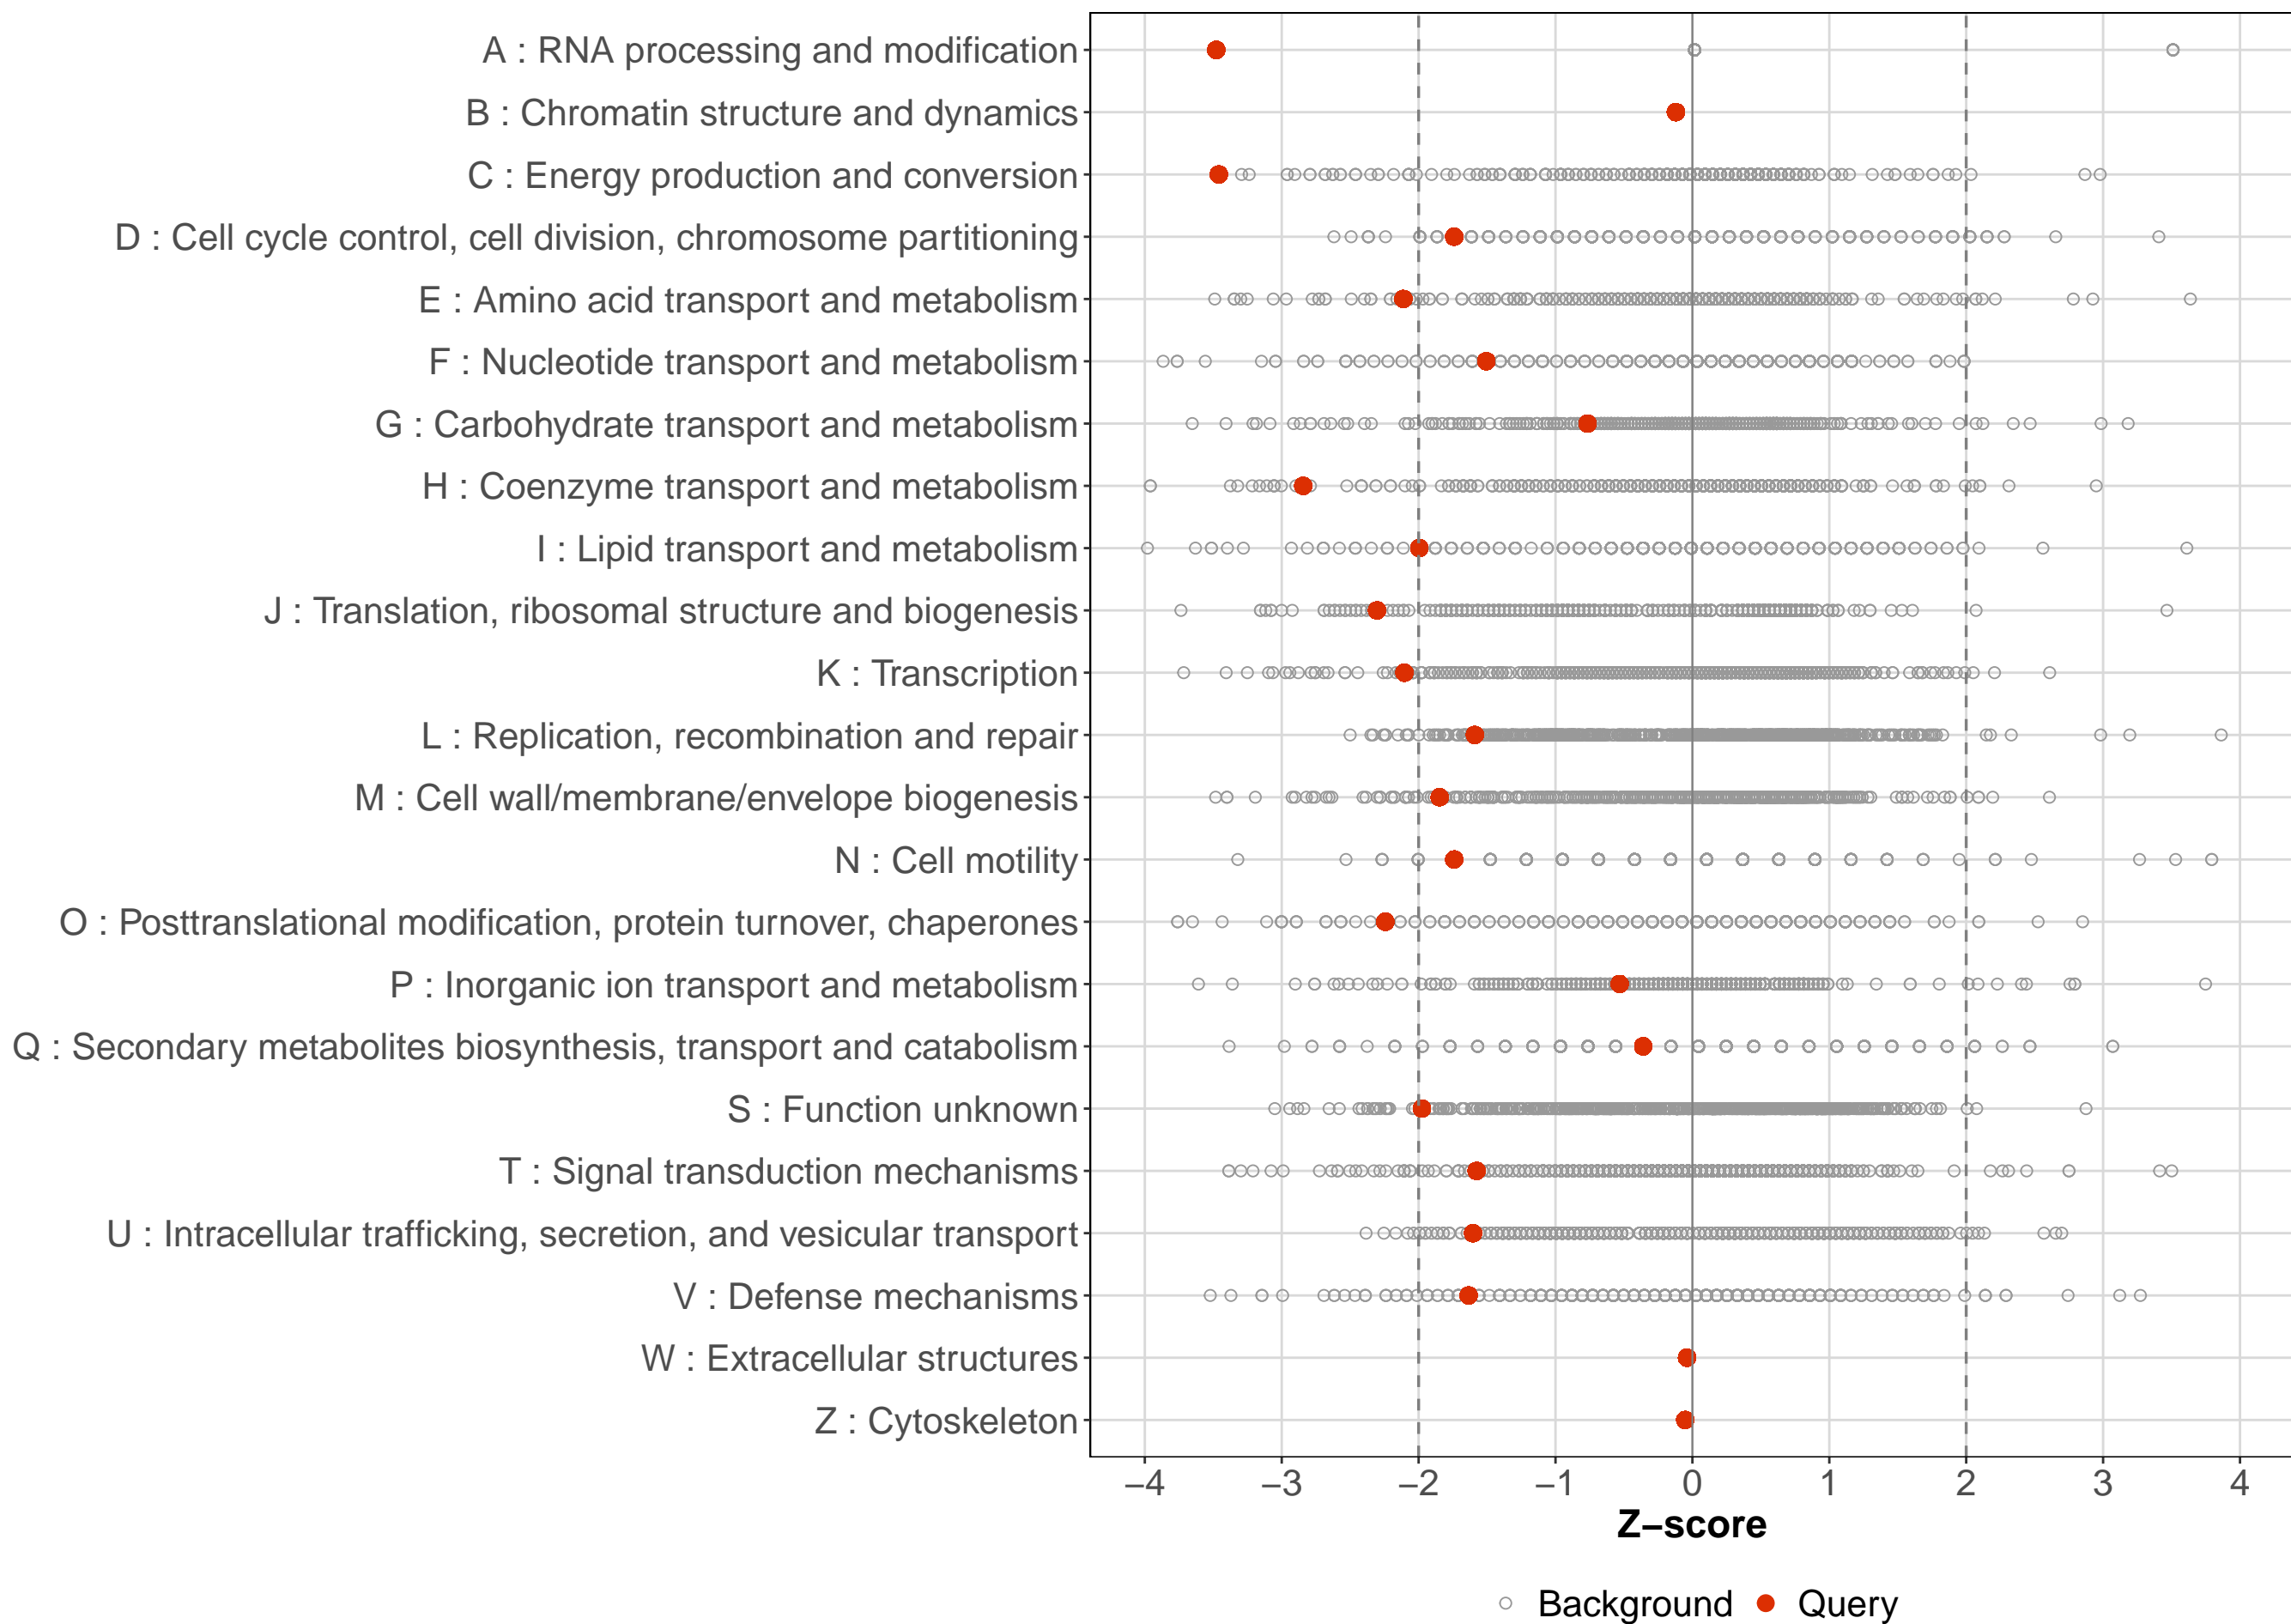 A : RNA processing and modification
B : Chromatin structure and dynamics
C : Energy production and conversion
D : Cell cycle control, cell division, chromosome partitioning
E : Amino acid transport and metabolism
F : Nucleotide transport and metabolism
G : Carbohydrate transport and metabolism
H : Coenzyme transport and metabolism
I : Lipid transport and metabolism
J : Translation, ribosomal structure and biogenesis
K : Transcription
L : Replication, recombination and repair
M : Cell wall/membrane/envelope biogenesis
N : Cell motility
O : Posttranslational modification, protein turnover, chaperones
P : Inorganic ion transport and metabolism
Q : Secondary metabolites biosynthesis, transport and catabolism
S : Function unknown
T : Signal transduction mechanisms
U : Intracellular trafficking, secretion, and vesicular transport
V : Defense mechanisms
W : Extracellular structures
Z : Cytoskeleton
−4 −3 −2 −1 0 1 2 3 4
Z−score
Background Query